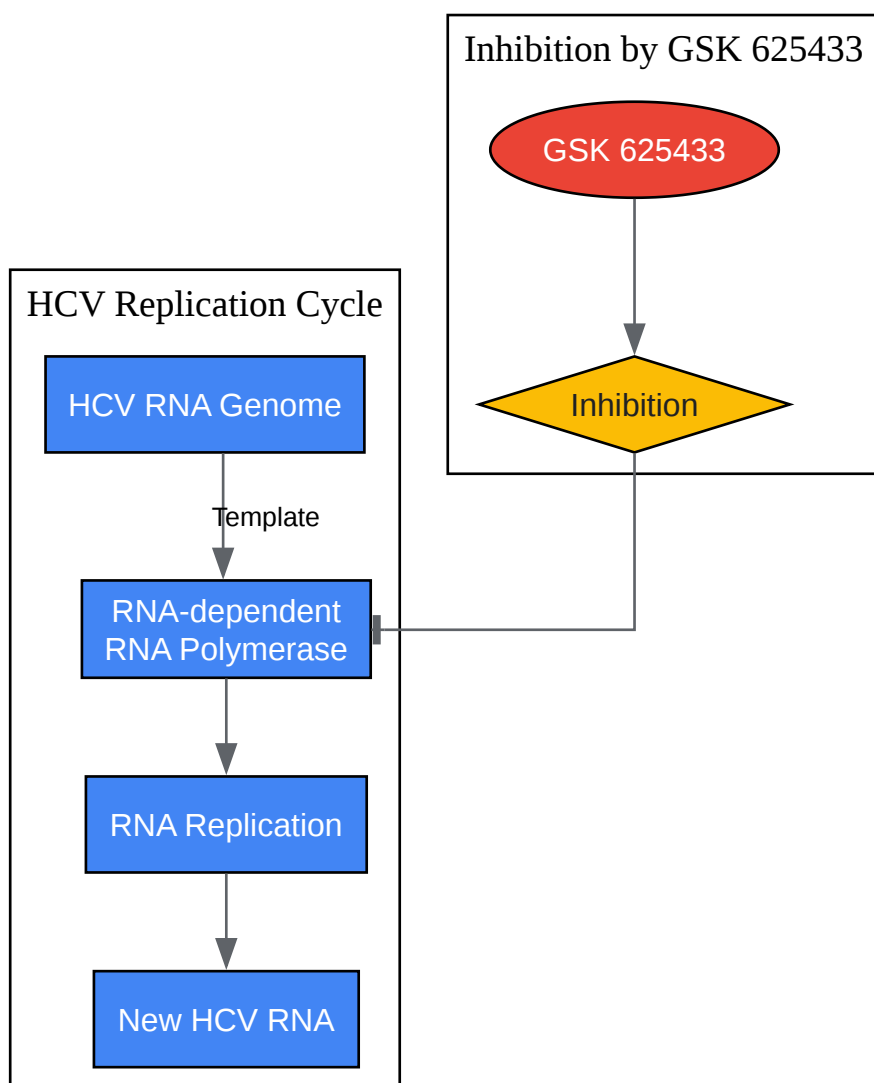 Inhibition by GSK 625433
GSK 625433
Inhibition
HCV Replication Cycle
HCV RNA Genome
Template
RNA-dependent
RNA Polymerase
RNA Replication
New HCV RNA